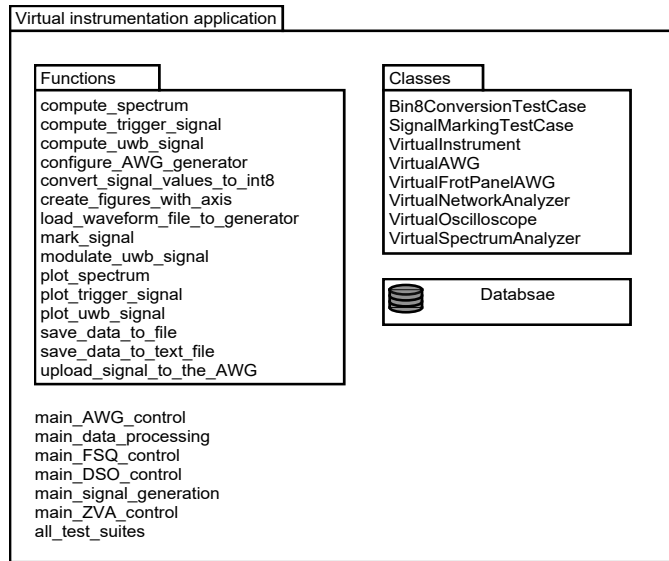 Virtual instrumentation application
Functions
compute_spectrum
compute_trigger_signal
compute_uwb_signal
configure_AWG_generator
convert_signal_values_to_int8
create_figures_with_axis
load_waveform_file_to_generator
mark_signal
modulate_uwb_signal
plot_spectrum
plot_trigger_signal
plot_uwb_signal
save_data_to_file
save_data_to_text_file
upload_signal_to_the_AWG
Classes
Bin8ConversionTestCase
SignalMarkingTestCase
VirtualInstrument
VirtualAWG
VirtualFrotPanelAWG
VirtualNetworkAnalyzer
VirtualOscilloscope
VirtualSpectrumAnalyzer
Databsae
main_AWG_control
main_data_processing
main_FSQ_control
main_DSO_control
main_signal_generation
main_ZVA_control
all_test_suites